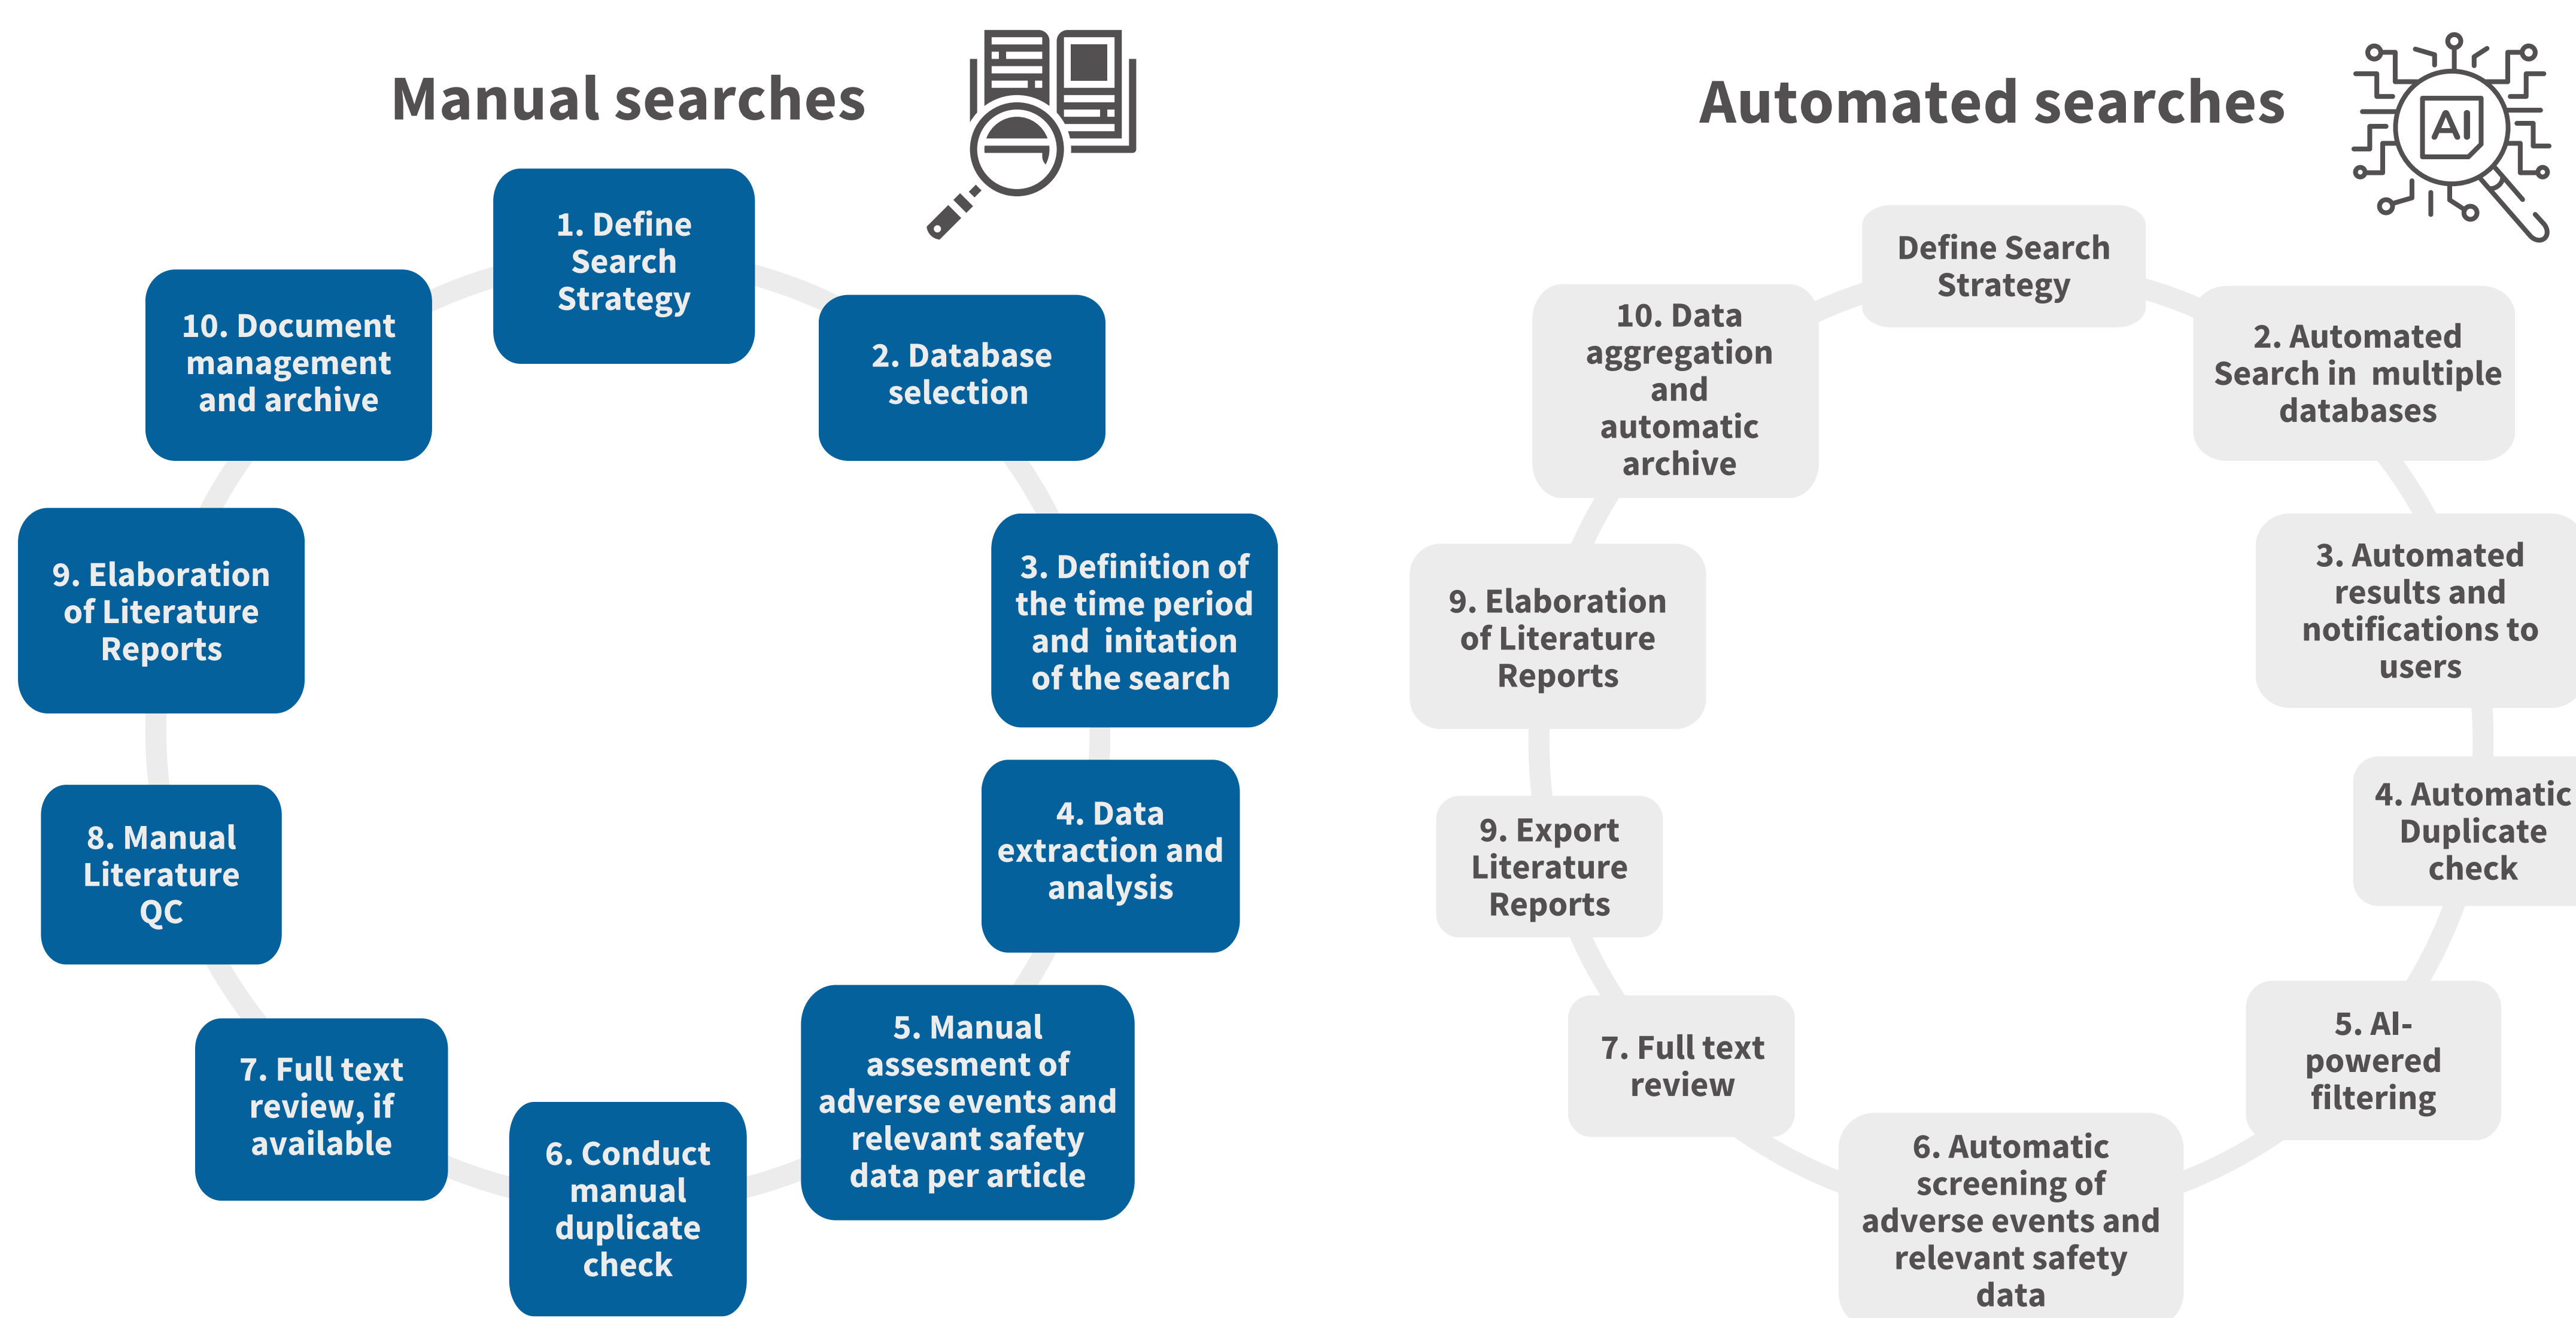 Manual searches
1. Define
Search
Strategy
2. Database
selection
3. Definition of
the time period
and  initation
of the search
4. Data
extraction and
analysis
5. Manual
assesment of
adverse events and
relevant safety
data per article
6. Conduct
manual
duplicate
check
7. Full text
review, if
available
8. Manual
Literature
QC
9. Elaboration
of Literature
Reports
10. Document
management
and archive
Automated searches
AI
Define Search
Strategy
2. Automated
Search in  multiple
databases
3. Automated
results and
notifications to
users
4. Automatic
Duplicate
check
5. AI-
powered
filtering
6. Automatic
screening of
adverse events and
relevant safety
data
7. Full text
review
9. Export
Literature
Reports
9. Elaboration
of Literature
Reports
10. Data
aggregation
and
automatic
archive